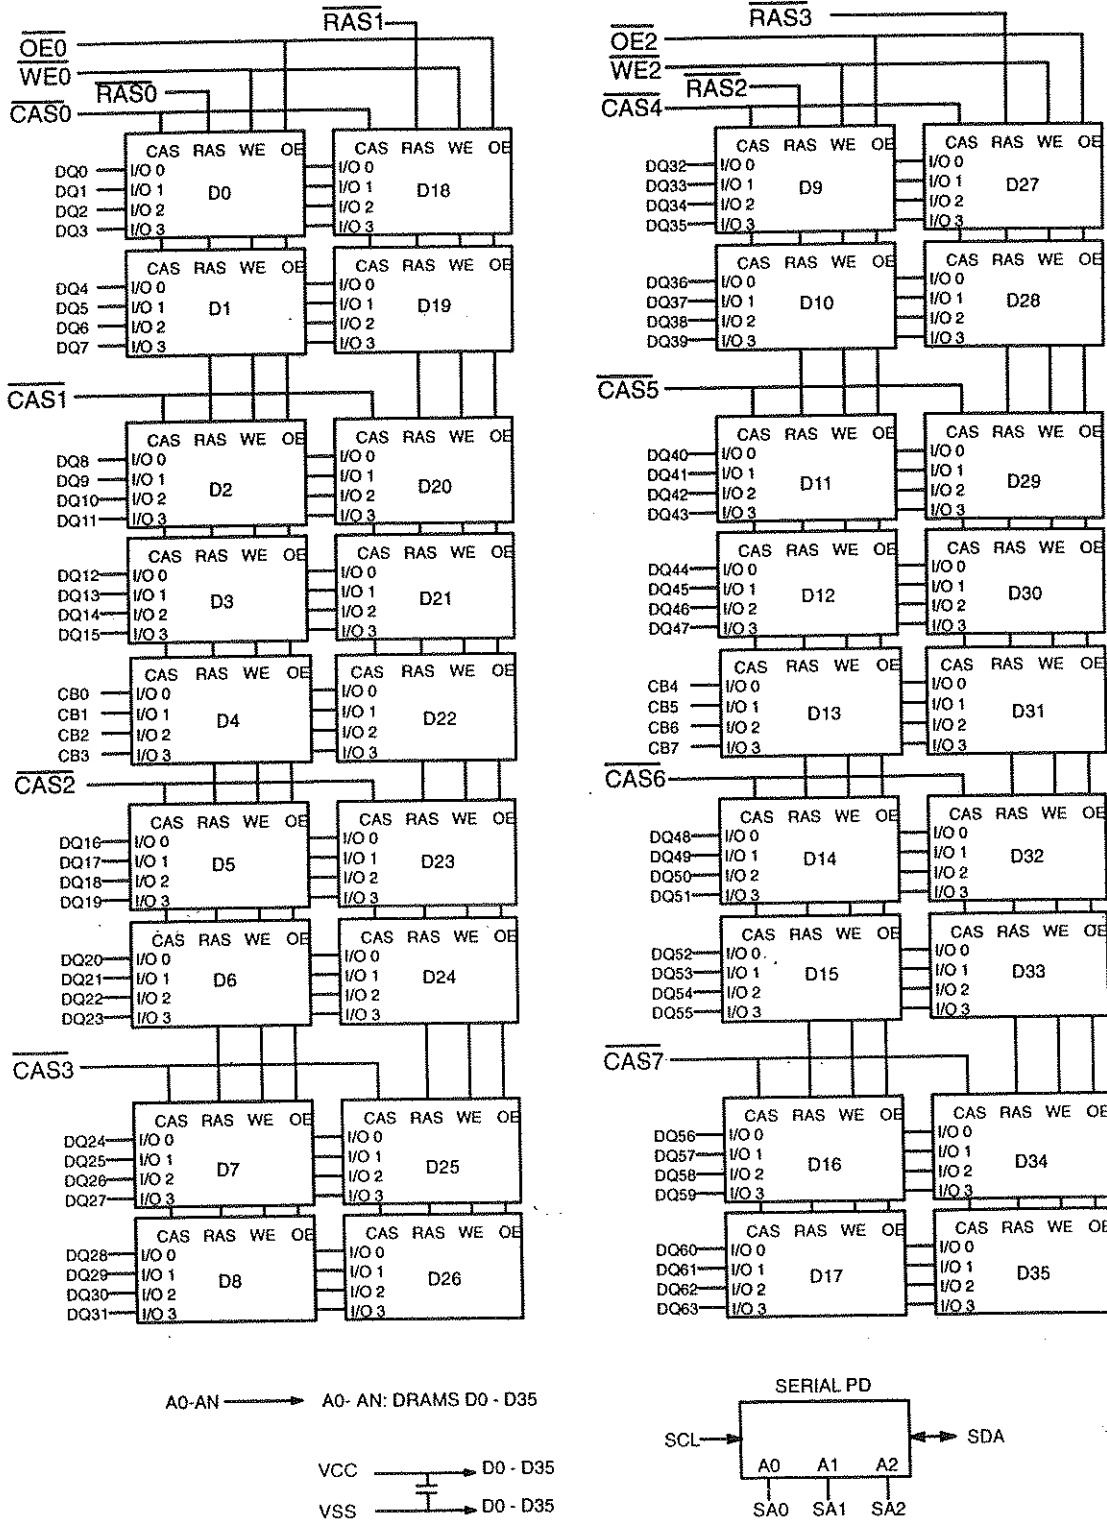 RAS1
OE0
WE0
RAS0
CAS0
CAS RAS WE OE CAS RAS WE OE
DQ0 I/O 0 I/O 0
DQ1 I/O 1 D0 I/O 1 D18
DQ2 I/O 2 I/O 2
DQ3 I/O 3 I/O 3
CAS RAS WE OE CAS RAS WE OE
DQ4 I/O 0 I/O 0
DQ5 I/O 1 D1 I/O 1 D19
DQ6 I/O 2 I/O 2
DQ7 I/O 3 I/O 3
CAS1
CAS RAS WE OE CAS RAS WE OE
DQ8 I/O 0 I/O 0
DQ9 I/O 1 D2 I/O 1 D20
DQ10 I/O 2 I/O 2
DQ11 I/O 3 I/O 3
CAS RAS WE OE CAS RAS WE OE
DQ12 I/O 0 I/O 0
DQ13 I/O 1 D3 I/O 1 D21
DQ14 I/O 2 I/O 2
DQ15 I/O 3 I/O 3
CAS RAS WE OE CAS RAS WE OE
CB0 I/O 0 I/O 0
CB1 I/O 1 D4 I/O 1 D22
CB2 I/O 2 I/O 2
CB3 I/O 3 I/O 3
CAS2
CAS RAS WE OE CAS RAS WE OE
DQ16 I/O 0 I/O 0
DQ17 I/O 1 D5 I/O 1 D23
DQ18 I/O 2 I/O 2
DQ19 I/O 3 I/O 3
CAS RAS WE OE CAS RAS WE OE
DQ20 I/O 0 I/O 0
DQ21 I/O 1 D6 I/O 1 D24
DQ22 I/O 2 I/O 2
DQ23 I/O 3 I/O 3
CAS3
CAS RAS WE OE CAS RAS WE OE
DQ24 I/O 0 I/O 0
DQ25 I/O 1 D7 I/O 1 D25
DQ26 I/O 2 I/O 2
DQ27 I/O 3 I/O 3
CAS RAS WE OE CAS RAS WE OE
DQ28 I/O 0 I/O 0
DQ29 I/O 1 D8 I/O 1 D26
DQ30 I/O 2 I/O 2
DQ31 I/O 3 I/O 3
RAS3
OE2
WE2
RAS2
CAS4
CAS RAS WE OE CAS RAS WE OE
DQ32 I/O 0 I/O 0
DQ33 I/O 1 D9 I/O 1 D27
DQ34 I/O 2 I/O 2
DQ35 I/O 3 I/O 3
CAS RAS WE OE CAS RAS WE OE
DQ36 I/O 0 I/O 0
DQ37 I/O 1 D10 I/O 1 D28
DQ38 I/O 2 I/O 2
DQ39 I/O 3 I/O 3
CAS5
CAS RAS WE OE CAS RAS WE OE
DQ40 I/O 0 I/O 0
DQ41 I/O 1 D11 I/O 1 D29
DQ42 I/O 2 I/O 2
DQ43 I/O 3 I/O 3
CAS RAS WE OE CAS RAS WE OE
DQ44 I/O 0 I/O 0
DQ45 I/O 1 D12 I/O 1 D30
DQ46 I/O 2 I/O 2
DQ47 I/O 3 I/O 3
CAS RAS WE OE CAS RAS WE OE
CB4 I/O 0 I/O 0
CB5 I/O 1 D13 I/O 1 D31
CB6 I/O 2 I/O 2
CB7 I/O 3 I/O 3
CAS6
CAS RAS WE OE CAS RAS WE OE
DQ48 I/O 0 I/O 0
DQ49 I/O 1 D14 I/O 1 D32
DQ50 I/O 2 I/O 2
DQ51 I/O 3 I/O 3
CAS RAS WE OE CAS RAS WE OE
DQ52 I/O 0 I/O 0
DQ53 I/O 1 D15 I/O 1 D33
DQ54 I/O 2 I/O 2
DQ55 I/O 3 I/O 3
CAS7
CAS RAS WE OE CAS RAS WE OE
DQ56 I/O 0 I/O 0
DQ57 I/O 1 D16 I/O 1 D34
DQ58 I/O 2 I/O 2
DQ59 I/O 3 I/O 3
CAS RAS WE OE CAS RAS WE OE
DQ60 I/O 0 I/O 0
DQ61 I/O 1 D17 I/O 1 D35
DQ62 I/O 2 I/O 2
DQ63 I/O 3 I/O 3
A0-AN A0- AN: DRAMS D0 - D35
VCC D0 - D35
VSS D0 - D35
SERIAL PD
SCL SDA
A0 A1 A2
SA0 SA1 SA2